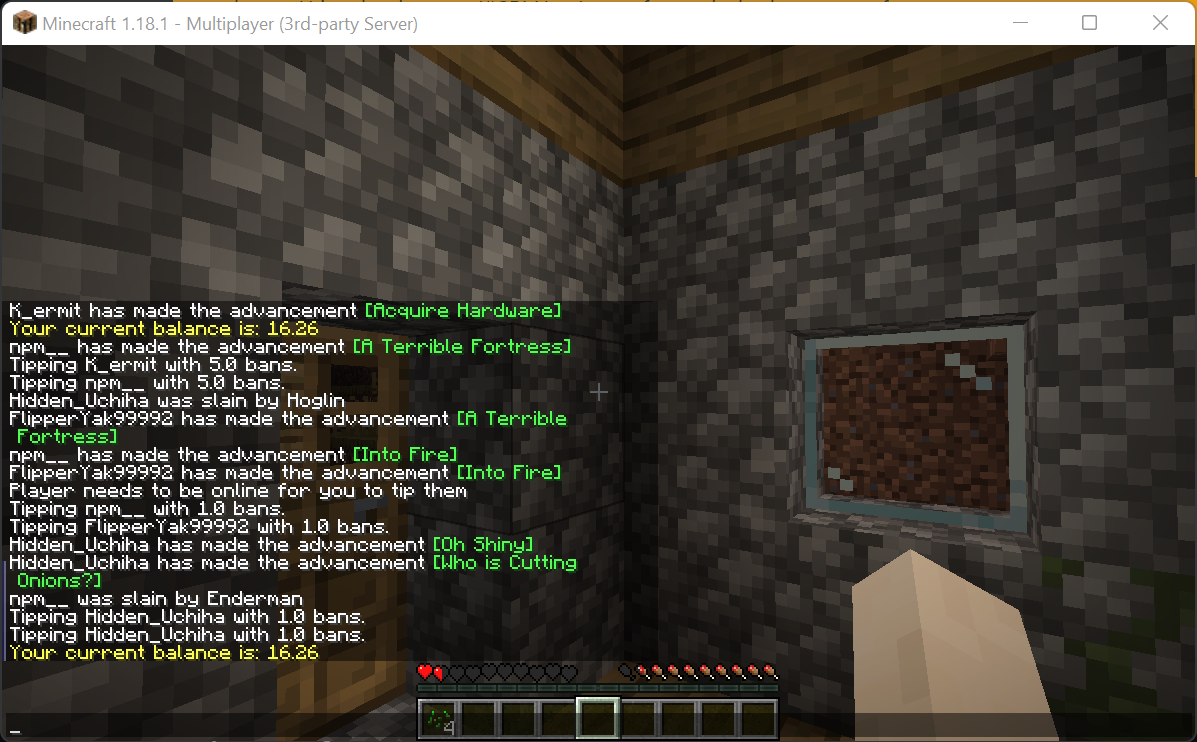 Minecraft 1.18.1 - Multiplayer (3rd-party Server)
K_ermit has made the advancement [Acquire Hardware]
Your current balance is: 16.26
npm__ has made the advancement [A Terrible Fortress]
Tipping K_ermit with 5.0 bans.
Tipping npm__ with 5.0 bans.
Hidden_Uchiha was slain by Hoglin
FlipperYak99992 has made the advancement [A Terrible
Fortress]
npm__ has made the advancement [Into Fire]
FlipperYak99992 has made the advancement [Into Fire]
Player needs to be online for you to tip them
Tipping npm__ with 1.0 bans.
Tipping FlipperYak99992 with 1.0 bans.
Hidden_Uchiha has made the advancement [Oh Shiny]
Hidden_Uchiha has made the advancement [Who is Cutting
Onions?]
npm__ was slain by Enderman
Tipping Hidden_Uchiha with 1.0 bans.
Tipping Hidden_Uchiha with 1.0 bans.
Your current balance is: 16.26
_
4